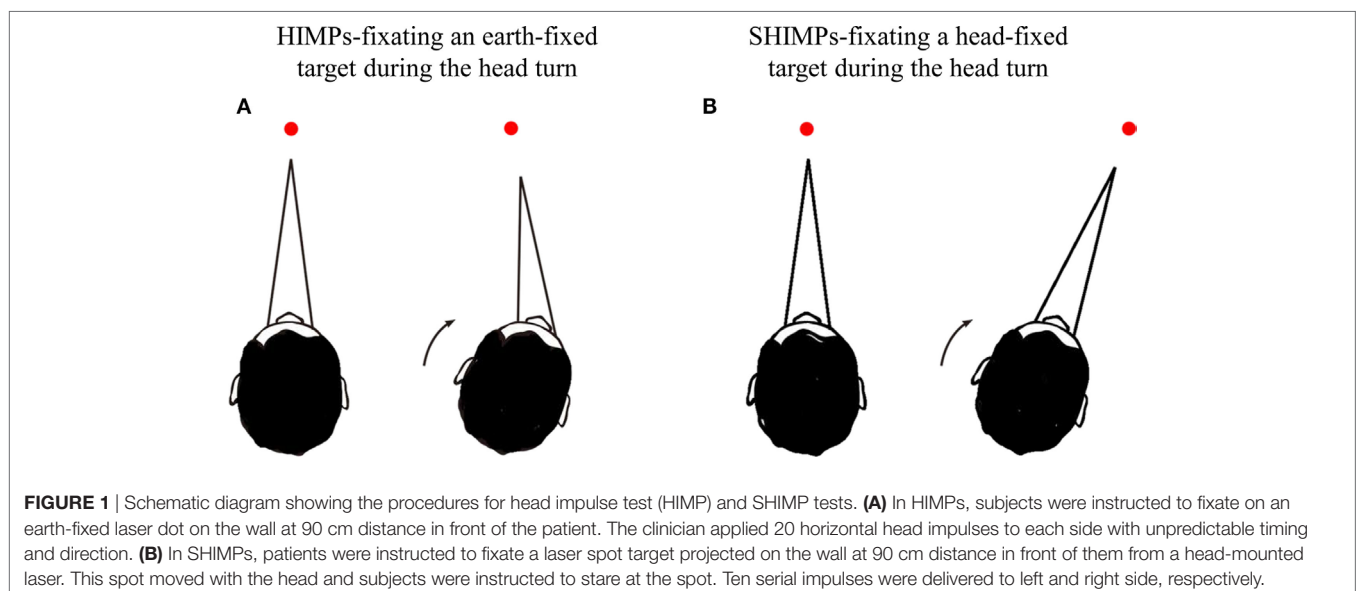 HIMPs-fixating an earth-fixed
target during the head turn
SHIMPs-fixating a head-fixed
target during the head turn
A
B
FIGURE 1 | Schematic diagram showing the procedures for head impulse test (HIMP) and SHIMP tests. (A) In HIMPs, subjects were instructed to fixate on an
earth-fixed laser dot on the wall at 90 cm distance in front of the patient. The clinician applied 20 horizontal head impulses to each side with unpredictable timing
and direction. (B) In SHIMPs, patients were instructed to fixate a laser spot target projected on the wall at 90 cm distance in front of them from a head-mounted
laser. This spot moved with the head and subjects were instructed to stare at the spot. Ten serial impulses were delivered to left and right side, respectively.